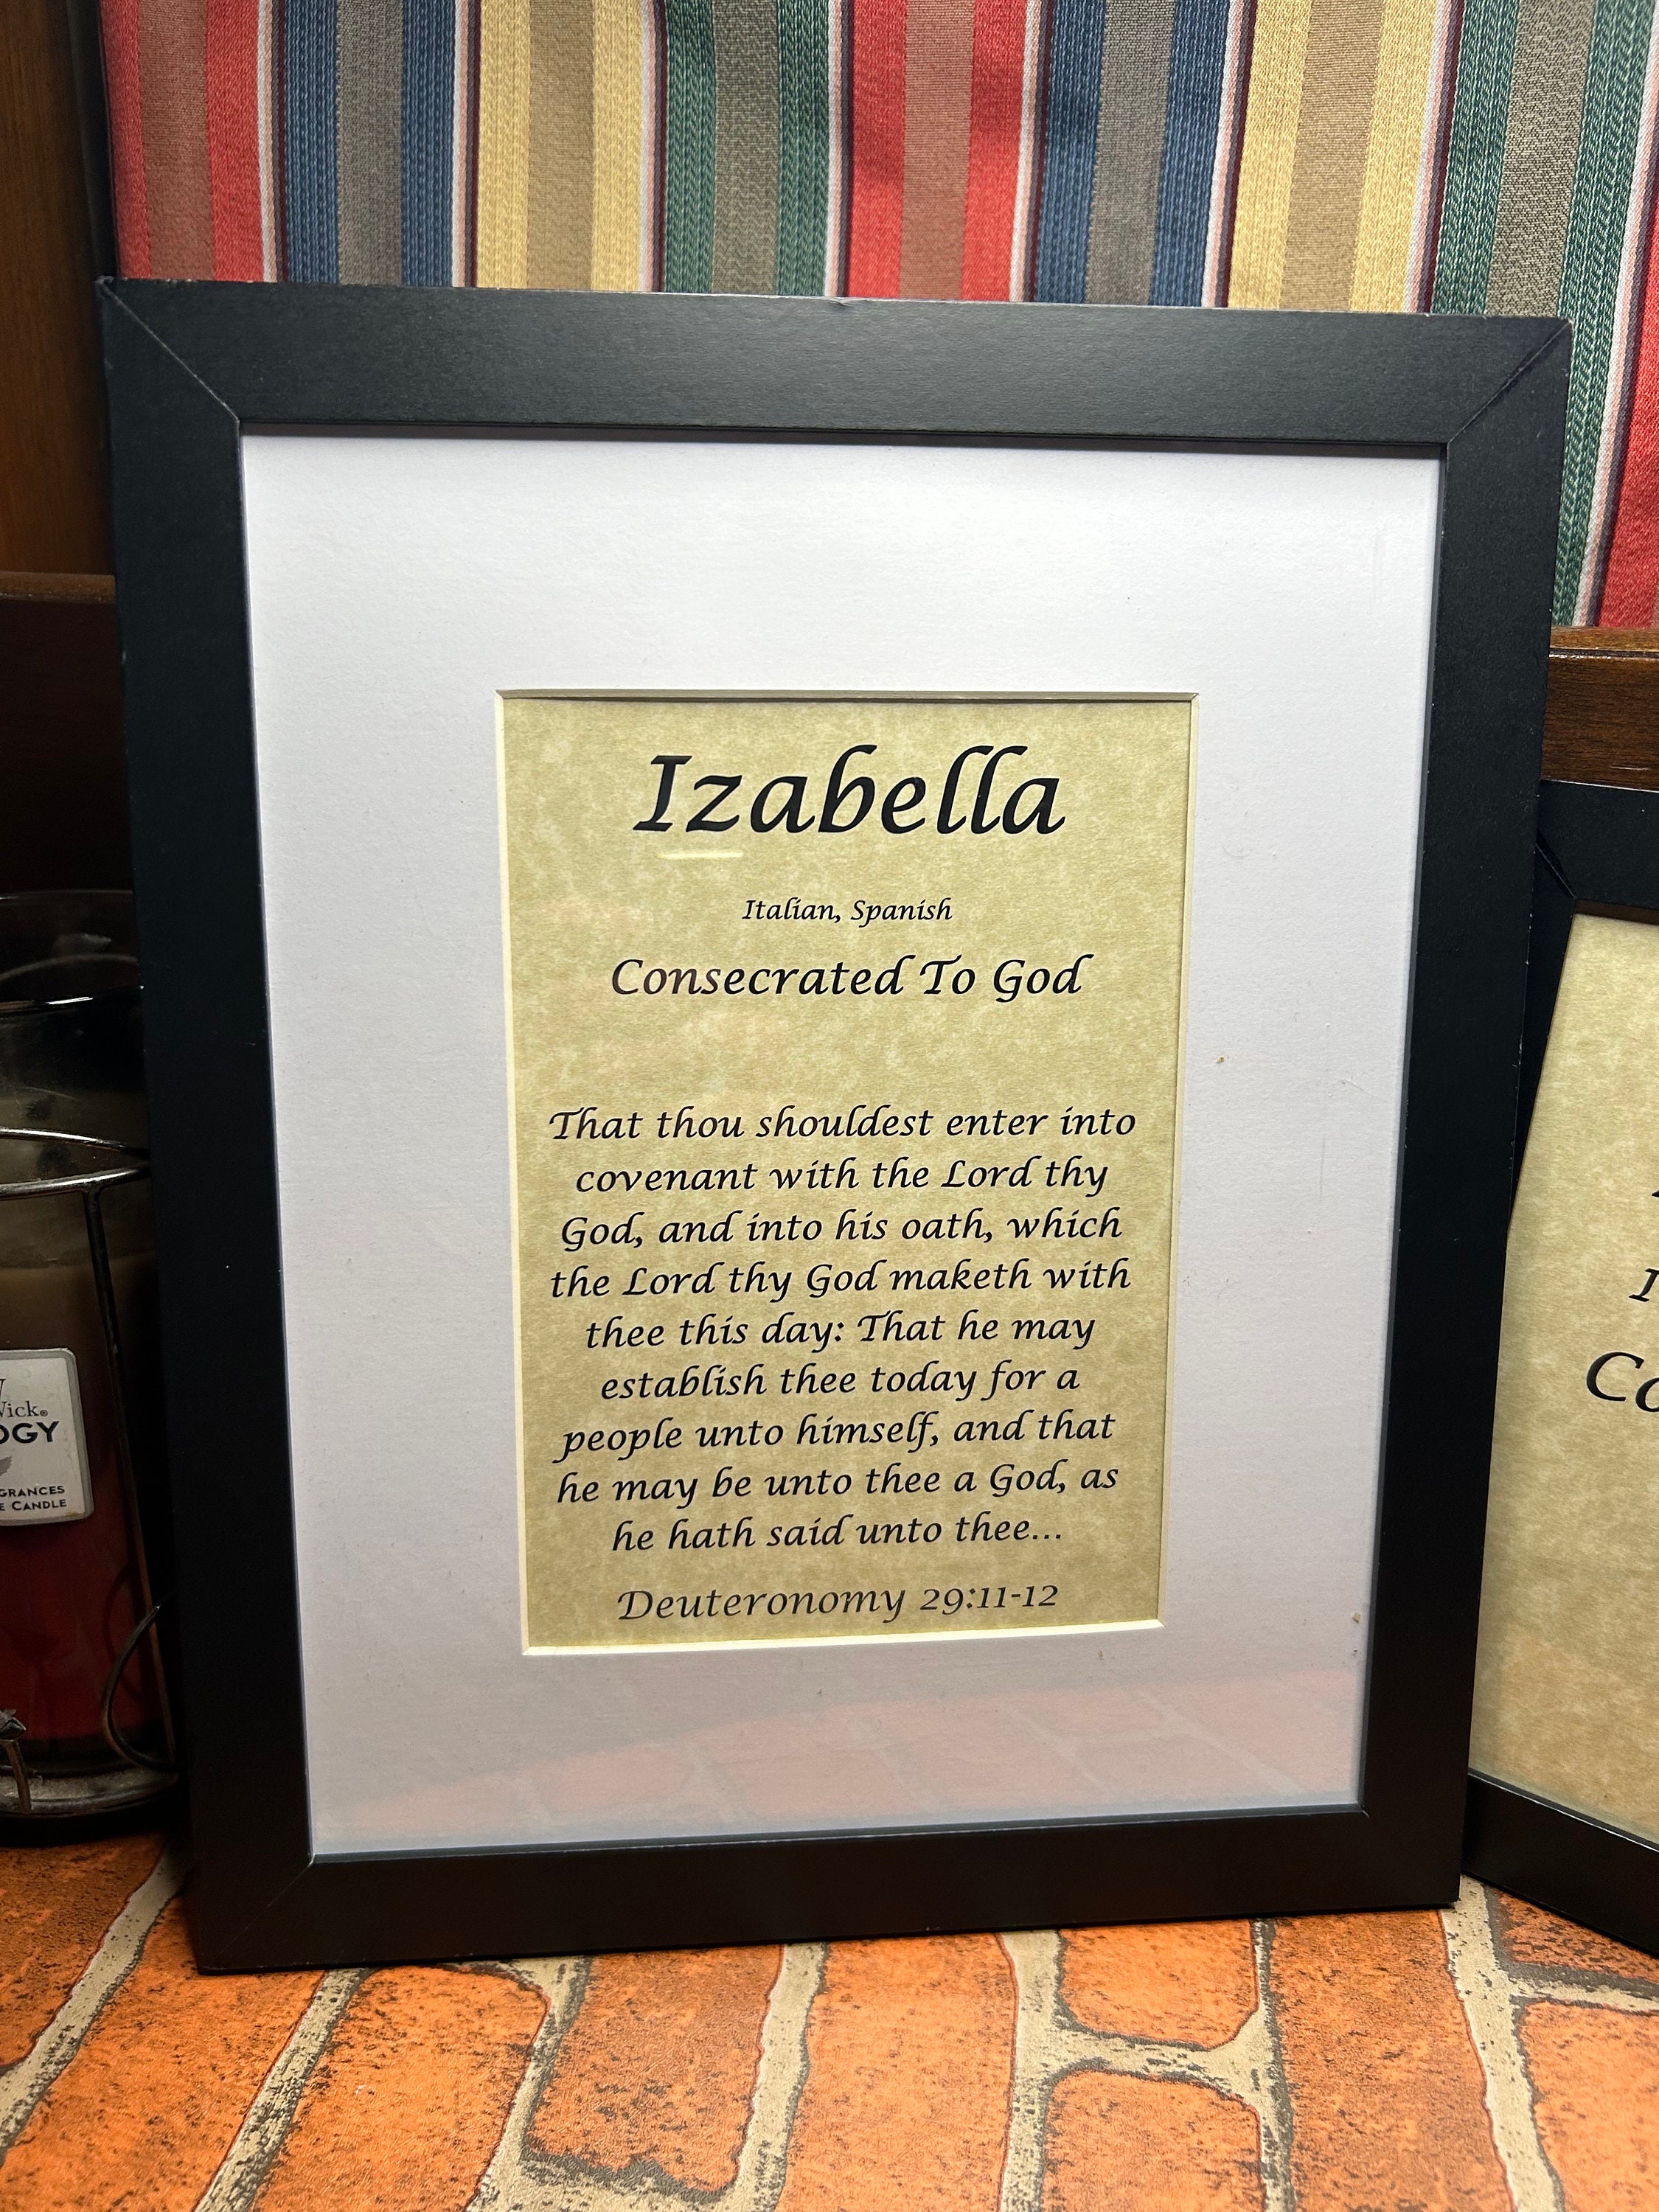 Izabella
Italian, Spanish
Consecrated To God
That thou shouldest enter into
covenant with the Lord thy
God, and into his oath, which
the Lord thy God maketh with
thee this day: That he may
establish thee today for a
people unto himself, and that
he may be unto thee a God, as
he hath said unto thee...
Deuteronomy 29:11-12